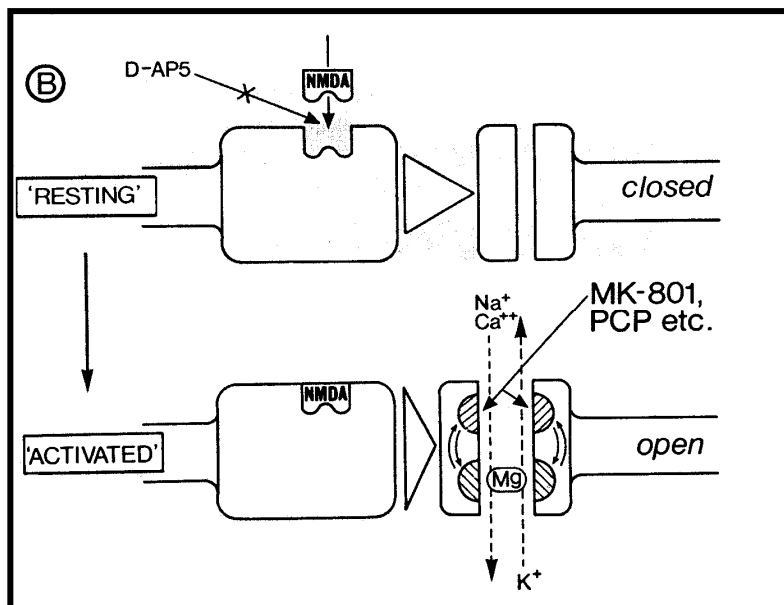 B
D-AP5
NMDA
'RESTING'
closed
Na⁺
Ca⁺⁺
MK-801,
PCP etc.
NMDA
'ACTIVATED'
open
Mg
K⁺